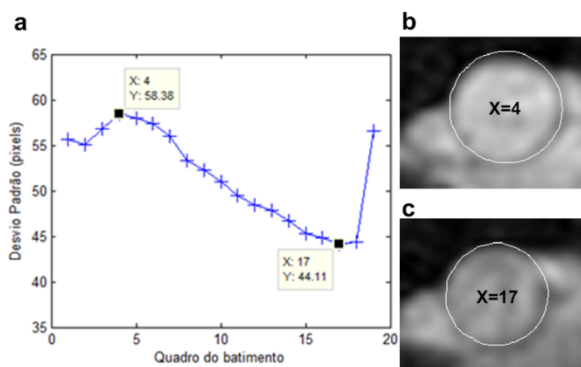 a
65
60
55
50
45
40
35
0
5
10
15
20
Desvio Padrão (pixels)
Quadro do batimento
X: 4
Y: 58.38
X: 17
Y: 44.11
b
X=4
c
X=17